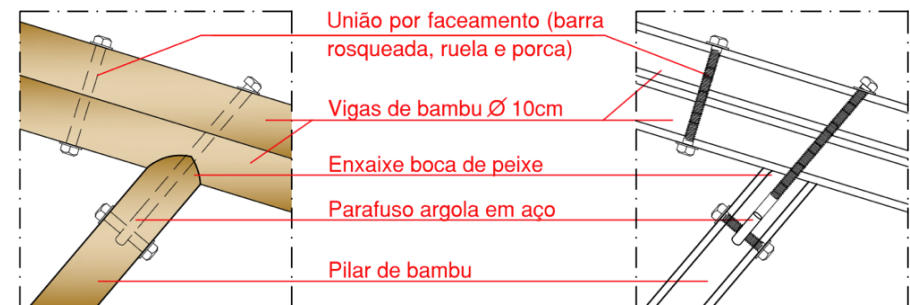 União por faceamento (barra
rosqueada, ruela e porca)
Vigas de bambu Ø 10cm
Enxaixe boca de peixe
Parafuso argola em aço
Pilar de bambu